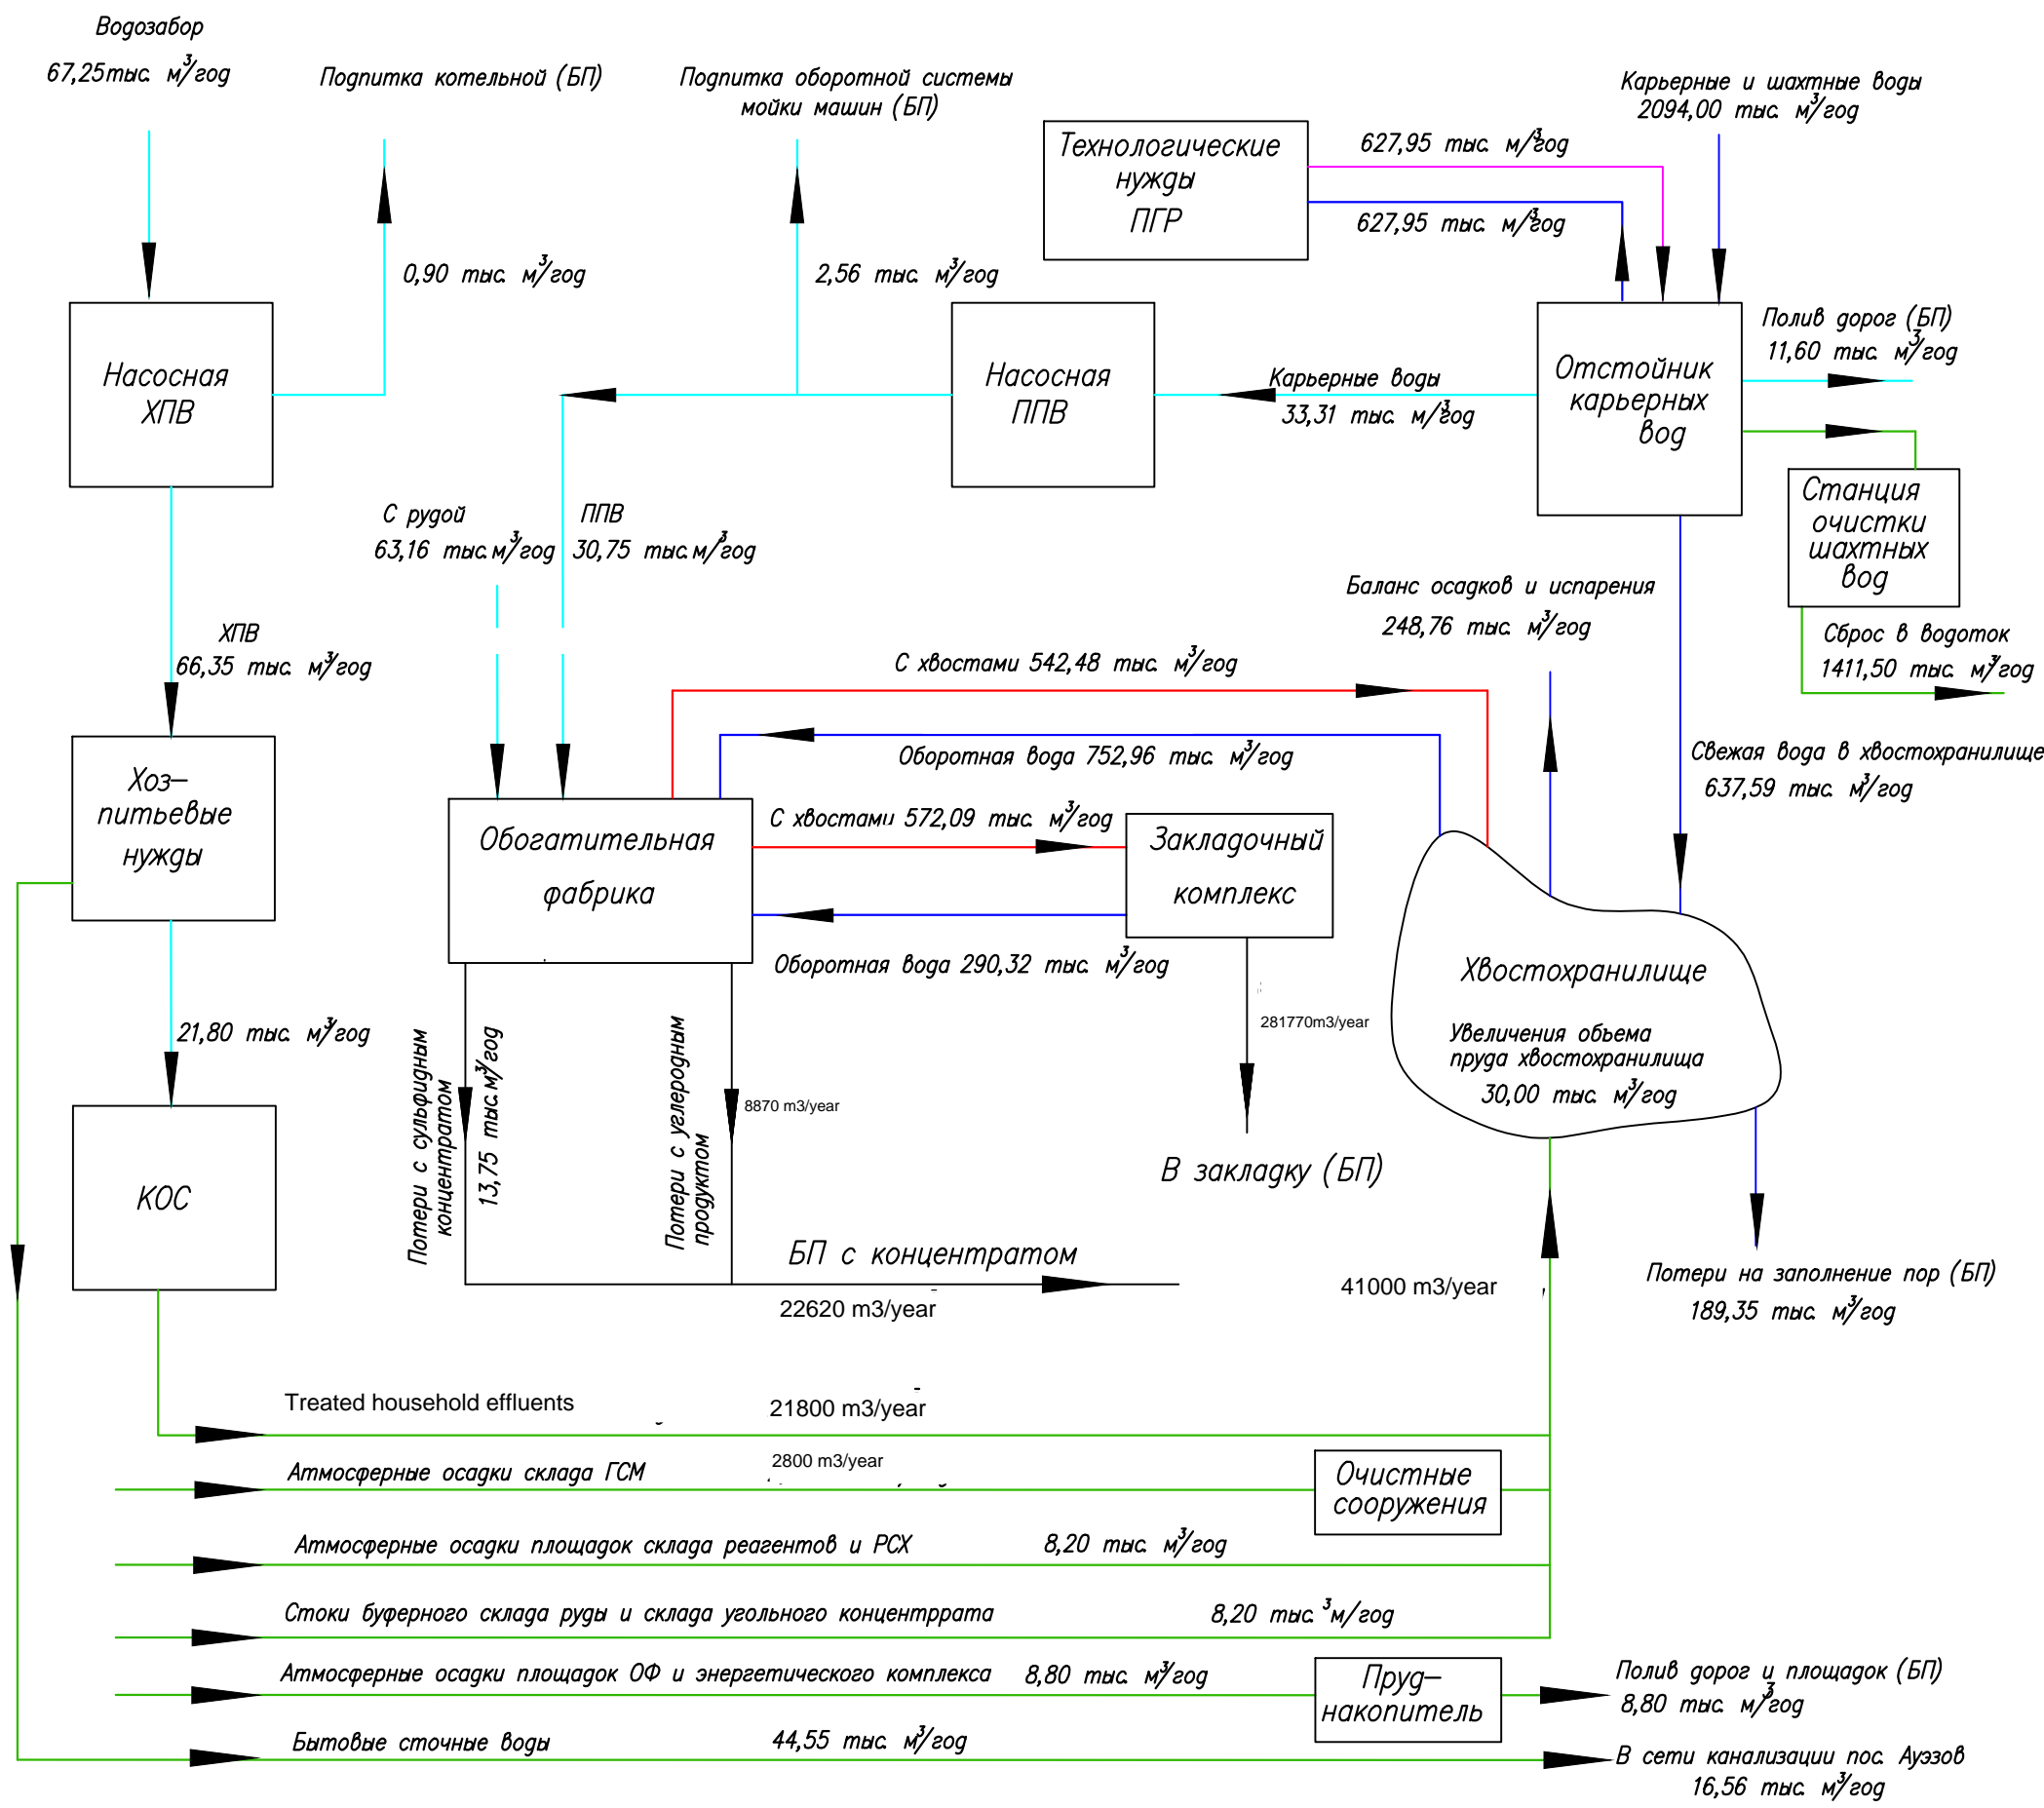 Водозабор
67,25тыс. м³/год
Подпитка котельной (БП)
Подпитка оборотной системы
мойки машин (БП)
Карьерные и шахтные воды
2094,00 тыс. м³/год
Технологические
нужды
ПГР
627,95 тыс. м/³год
627,95 тыс. м/³год
0,90 тыс. м³/год
2,56 тыс. м³/год
Насосная
ХПВ
Насосная
ППВ
Карьерные воды
33,31 тыс. м/³год
Отстойник
карьерных
вод
Полив дорог (БП)
11,60 тыс. м³/год
Станция
очистки
шахтных
вод
С рудой
63,16 тыс.м³/год
ППВ
30,75 тыс.м/³год
Баланс осадков и испарения
248,76 тыс. м³/год
Сброс в водоток
1411,50 тыс. м³/год
ХПВ
66,35 тыс. м³/год
С хвостами 542,48 тыс. м³/год
Оборотная вода 752,96 тыс. м³/год
Свежая вода в хвостохранилище
637,59 тыс. м³/год
Хоз–
питьевые
нужды
Обогатительная
фабрика
С хвостами 572,09 тыс. м³/год
Закладочный
комплекс
Оборотная вода 290,32 тыс. м³/год
Хвостохранилище
Увеличения объема
пруда хвостохранилища
30,00 тыс. м³/год
21,80 тыс. м³/год
Потери с сульфидным
концентратом
13,75 тыс.м³/год
Потери с углеродным
продуктом
8870 m3/year
281770m3/year
В закладку (БП)
КОС
БП с концентратом
22620 m3/year
41000 m3/year
Потери на заполнение пор (БП)
189,35 тыс. м³/год
Treated household effluents
21800 m3/year
Атмосферные осадки склада ГСМ
2800 m3/year
Очистные
сооружения
Атмосферные осадки площадок склада реагентов и РСХ
8,20 тыс. м³/год
Стоки буферного склада руды и склада угольного концентррата
8,20 тыс. ³м/год
Атмосферные осадки площадок ОФ и энергетического комплекса
8,80 тыс. м³/год
Пруд–
накопитель
Полив дорог и площадок (БП)
8,80 тыс. м/³год
Бытовые сточные воды
44,55 тыс. м³/год
В сети канализации пос. Ауэзов
16,56 тыс. м³/год